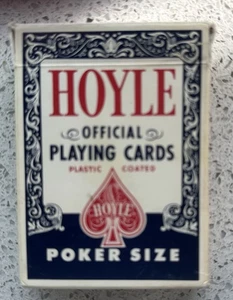 HOYLE
OFFICIAL
PLAYING CARDS
PLASTIC COATED
HOYLE
POKER SIZE